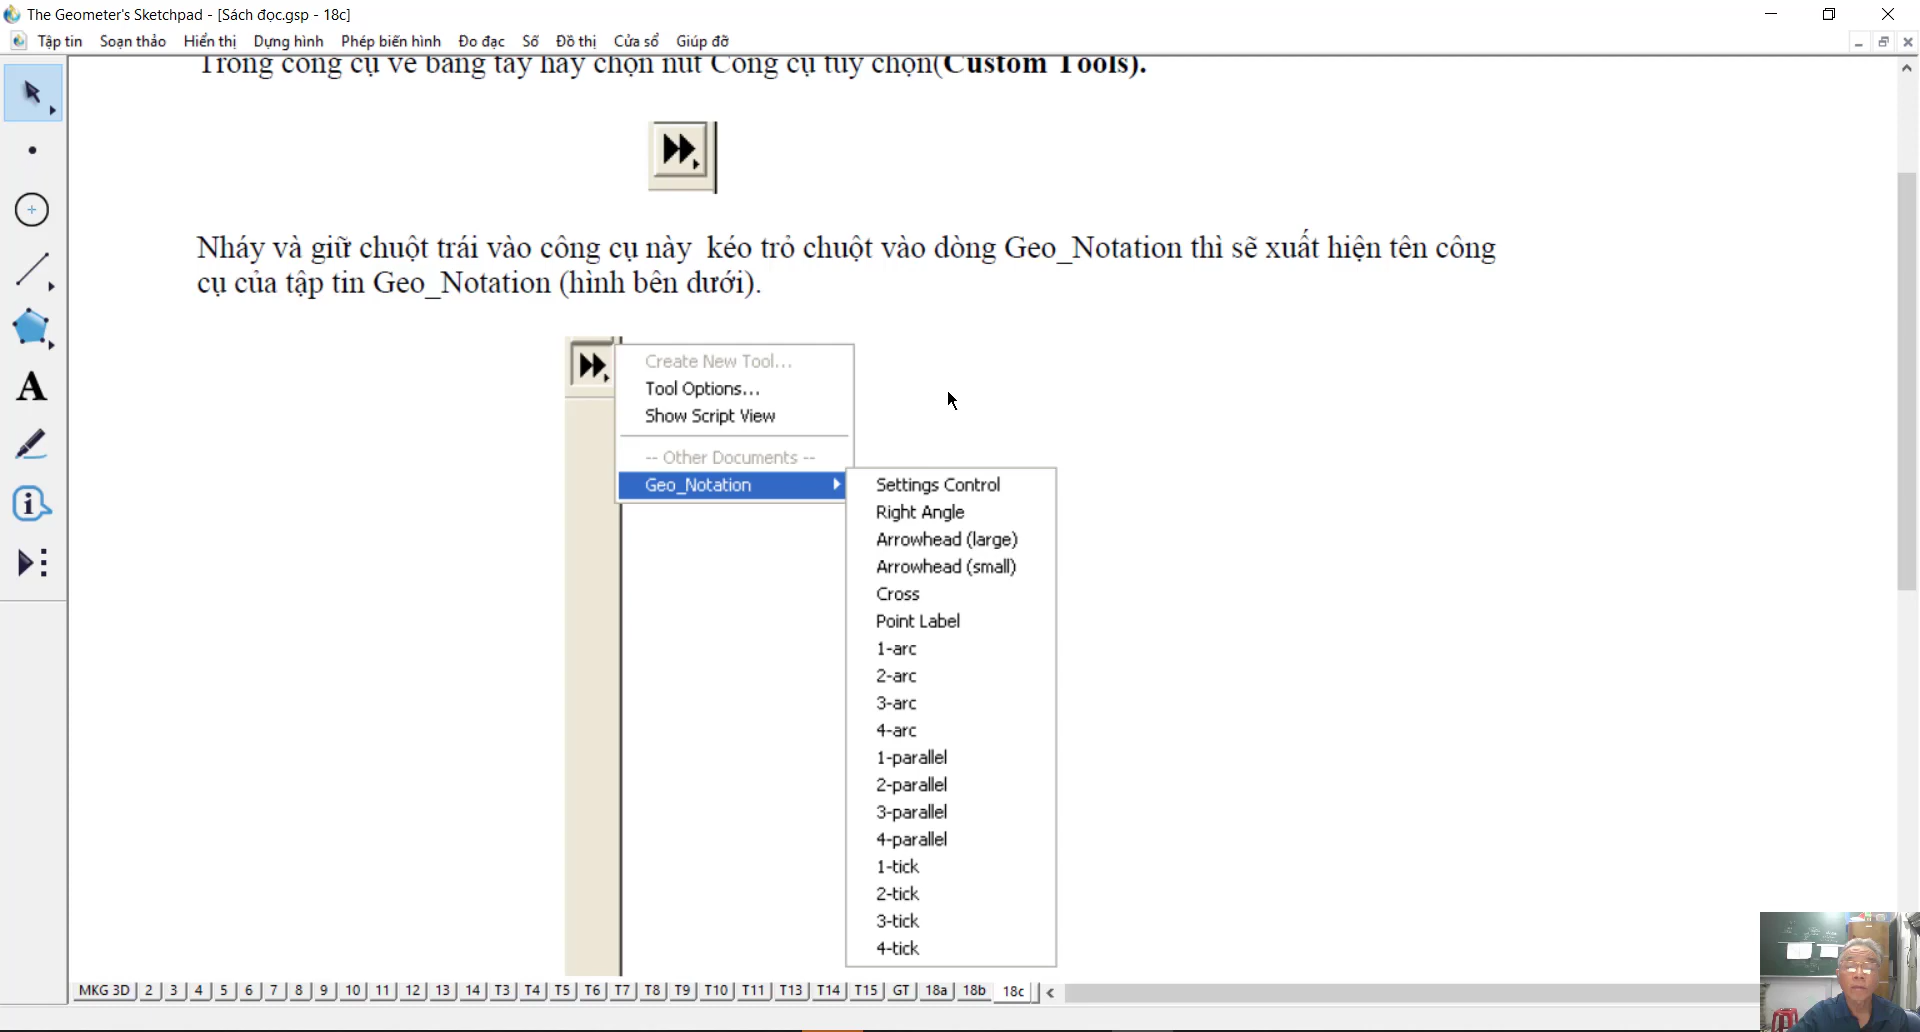 The Geometer's Sketchpad - [Sách đọc.gsp - 18c]
Tập tin Soạn thảo Hiển thị Dựng hình Phép biến hình Đo đạc Số Đồ thị Cửa sổ Giúp đỡ
Trong công cụ vẽ bằng tay hãy chọn nút Công cụ tùy chọn(Custom Tools).
Nháy và giữ chuột trái vào công cụ này kéo trỏ chuột vào dòng Geo_Notation thì sẽ xuất hiện tên công
cụ của tập tin Geo_Notation (hình bên dưới).
Create New Tool...
Tool Options...
Show Script View
-- Other Documents --
Geo_Notation
Settings Control
Right Angle
Arrowhead (large)
Arrowhead (small)
Cross
Point Label
1-arc
2-arc
3-arc
4-arc
1-parallel
2-parallel
3-parallel
4-parallel
1-tick
2-tick
3-tick
4-tick
A
i
MKG 3D 2 3 4 5 6 7 8 9 10 11 12 13 14 T3 T4 T5 T6 T7 T8 T9 T10 T11 T13 T14 T15 GT 18a 18b 18c